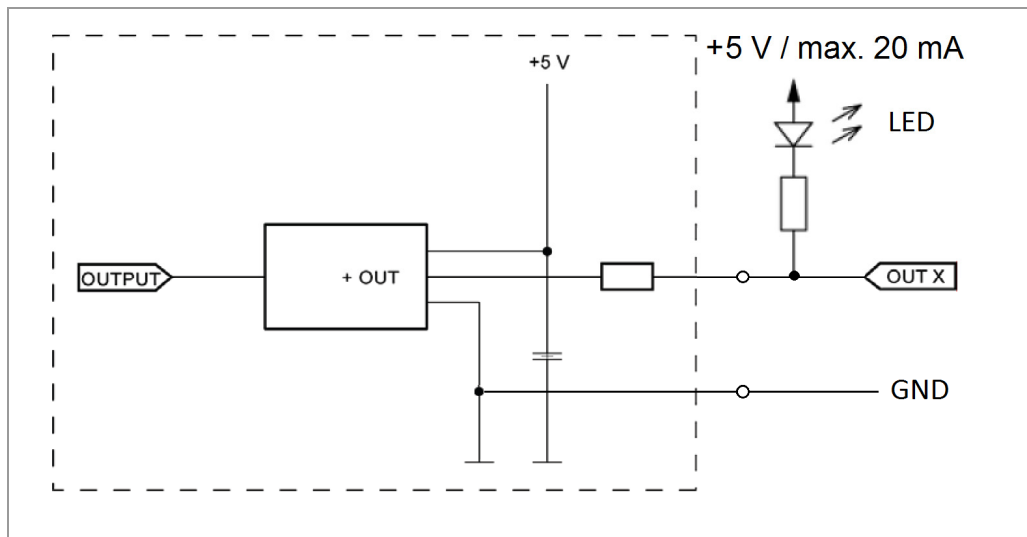 +5 V / max. 20 mA
+5 V
LED
OUTPUT
+ OUT
OUT X
GND